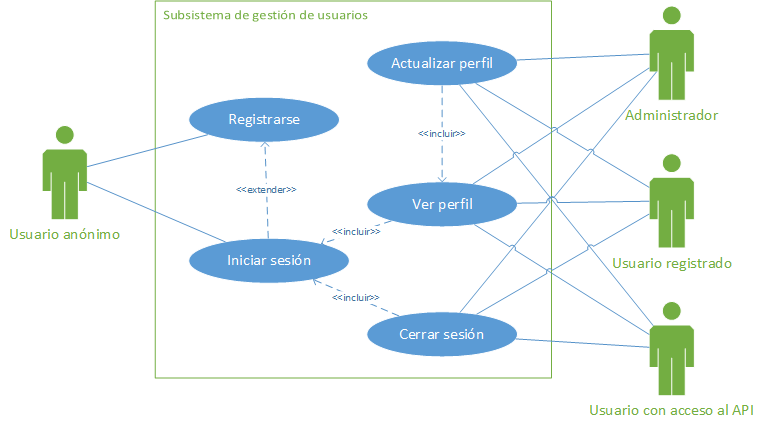 Subsistema de gestión de usuarios
Actualizar perfil
Administrador
Registrarse
<<incluir>>
<<extender>>
Ver perfil
Usuario anónimo
<<incluir>>
Iniciar sesión
Usuario registrado
<<incluir>>
Cerrar sesión
Usuario con acceso al API